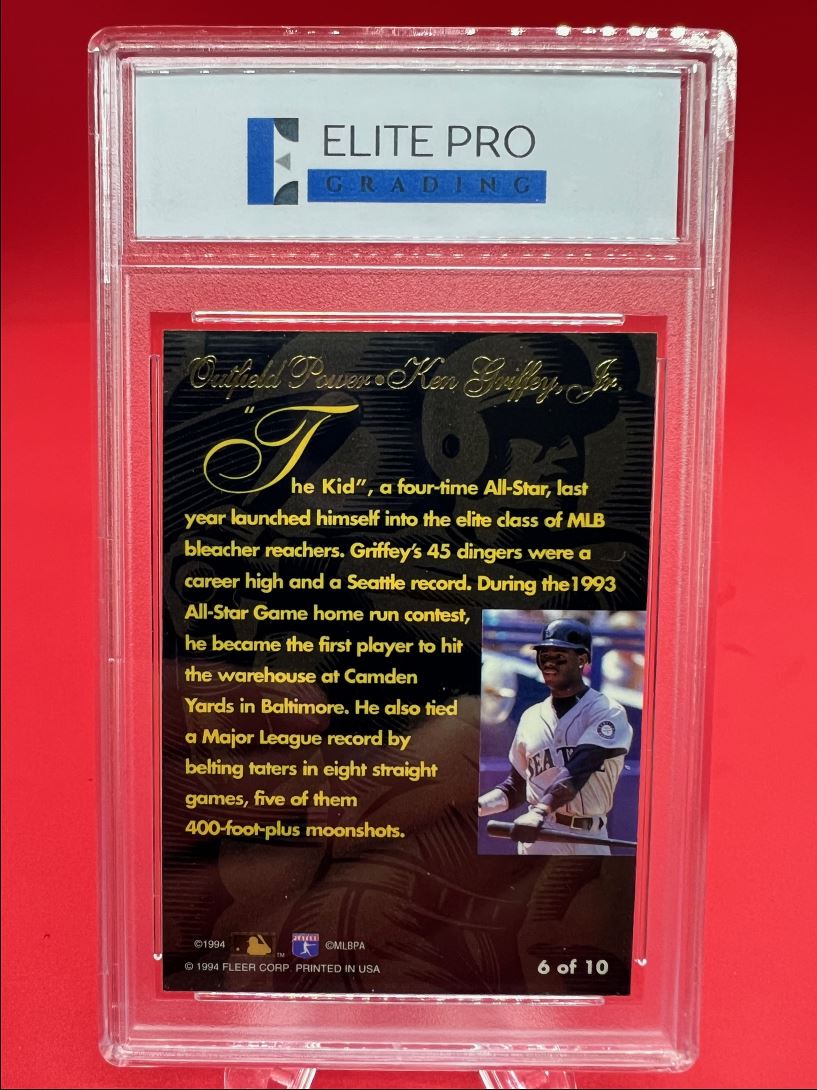 ELITE PRO
GRADING
Outfield Power • Ken Griffey, Jr.
"The Kid", a four-time All-Star, last
year launched himself into the elite class of MLB
bleacher reachers. Griffey's 45 dingers were a
career high and a Seattle record. During the1993
All-Star Game home run contest,
he became the first player to hit
the warehouse at Camden
Yards in Baltimore. He also tied
a Major League record by
belting taters in eight straight
games, five of them
400-foot-plus moonshots.
SEATTLE
©1994 TM ©MLBPA
© 1994 FLEER CORP. PRINTED IN USA
6 of 10